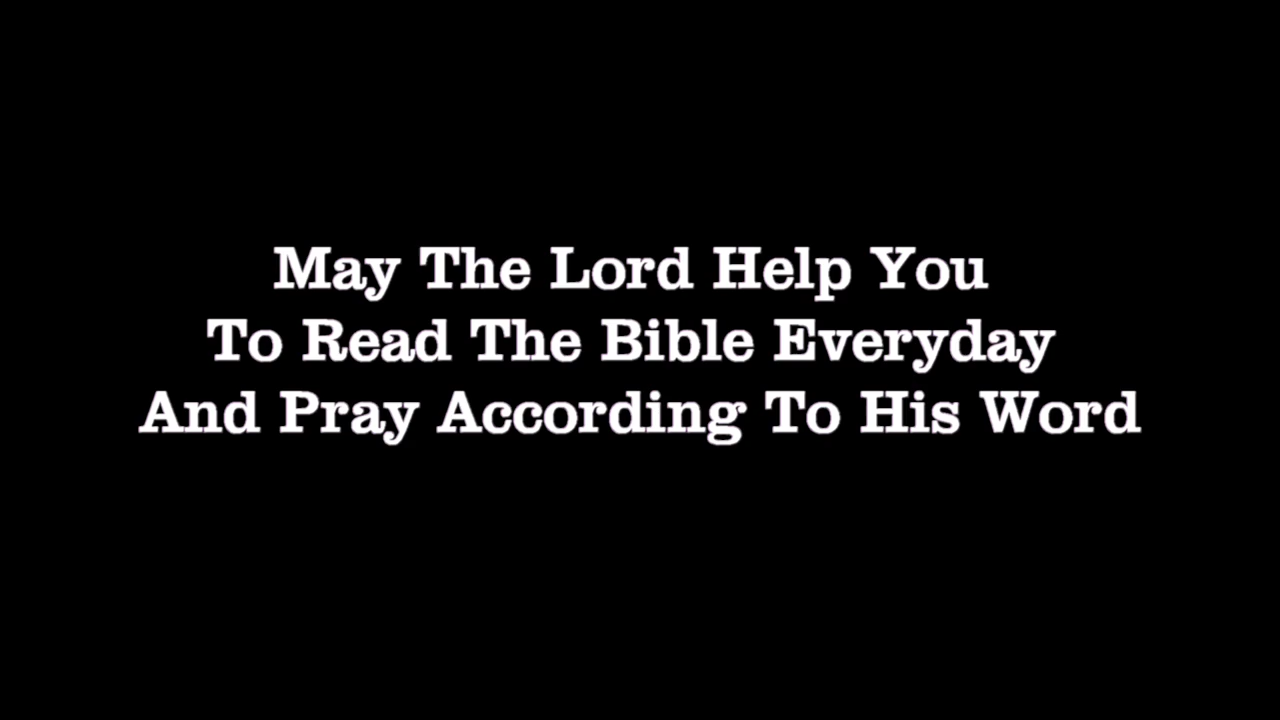 May The Lord Help You
To Read The Bible Everyday
And Pray According To His Word